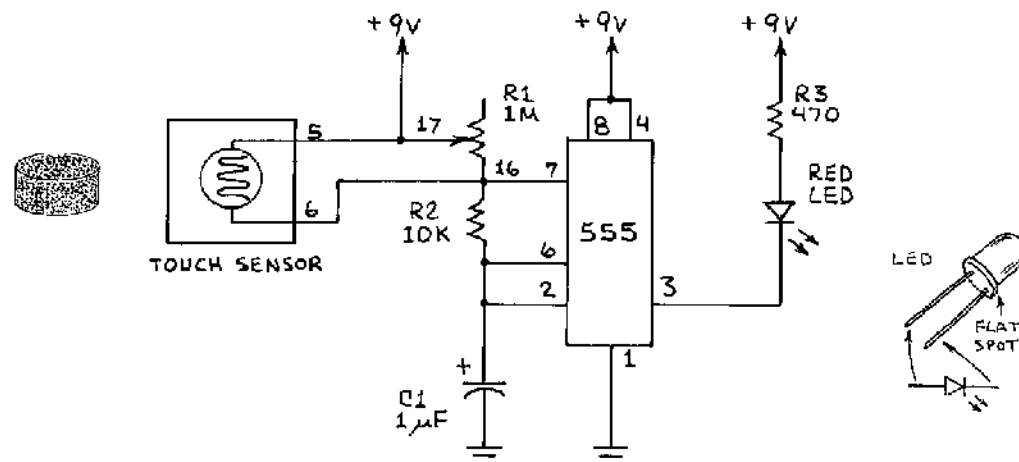 +9V
+9V
+9V
5
17
R1
1M
8
4
R3
470
16
7
RED
LED
6
R2
10K
555
TOUCH SENSOR
6
2
3
LED
FLAT
SPOT
1
+
C1
1µF